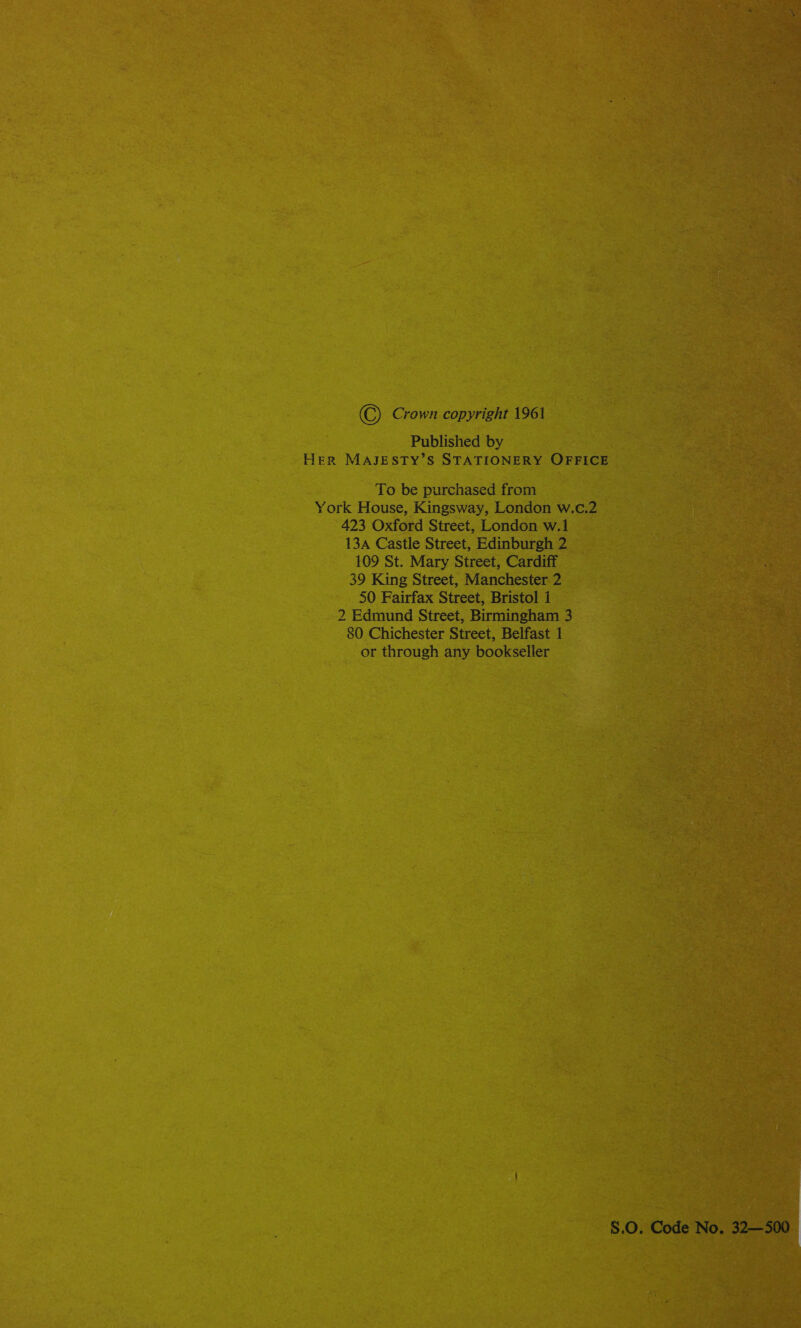 © Crown copyright 1961
Published by
Her Majesty's Stationery Office
To be purchased from
York House, Kingsway, London w.c.2
423 Oxford Street, London w.1
13A Castle Street, Edinburgh 2
109 St. Mary Street, Cardiff
39 King Street, Manchester 2
50 Fairfax Street, Bristol 1
2 Edmund Street, Birmingham 3
80 Chichester Street, Belfast 1
or through any bookseller
S.O. Code No. 32—500